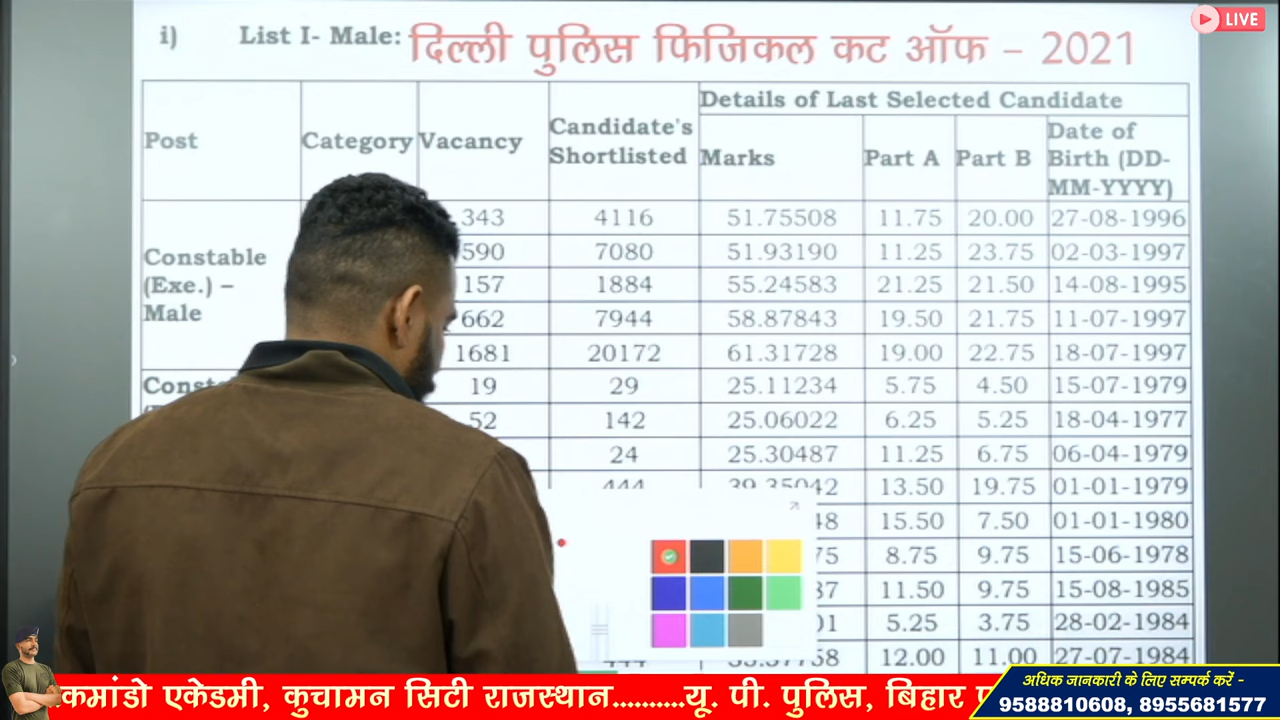 LIVE
i) List I- Male: दिल्ली पुलिस फिजिकल कट ऑफ – 2021
Details of Last Selected Candidate
Post Category Vacancy Candidate's Shortlisted Marks Part A Part B Date of Birth (DD-MM-YYYY)
Constable (Exe.) – Male
343 4116 51.75508 11.75 20.00 27-08-1996
590 7080 51.93190 11.25 23.75 02-03-1997
157 1884 55.24583 21.25 21.50 14-08-1995
662 7944 58.87843 19.50 21.75 11-07-1997
1681 20172 61.31728 19.00 22.75 18-07-1997
19 29 25.11234 5.75 4.50 15-07-1979
52 142 25.06022 6.25 5.25 18-04-1977
24 25.30487 11.25 6.75 06-04-1979
444 39.35042 13.50 19.75 01-01-1979
48 15.50 7.50 01-01-1980
75 8.75 9.75 15-06-1978
37 11.50 9.75 15-08-1985
01 5.25 3.75 28-02-1984
12.00 11.00 27-07-1984
कमांडो एकेडमी, कुचामन सिटी राजस्थान..........यू. पी. पुलिस, बिहार
अधिक जानकारी के लिए सम्पर्क करें -
9588810608, 8955681577